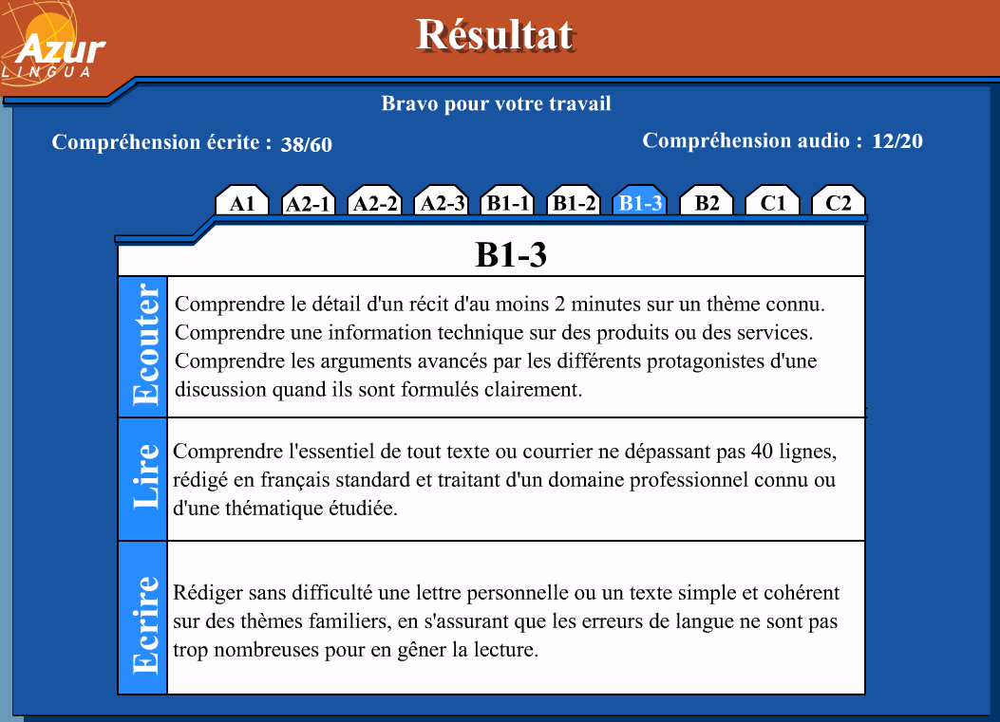 Azur
LINGUA
Résultat
Bravo pour votre travail
Compréhension écrite : 38/60
Compréhension audio : 12/20
A1 A2-1 A2-2 A2-3 B1-1 B1-2 B1-3 B2 C1 C2
B1-3
Ecouter
Comprendre le détail d'un récit d'au moins 2 minutes sur un thème connu.
Comprendre une information technique sur des produits ou des services.
Comprendre les arguments avancés par les différents protagonistes d'une
discussion quand ils sont formulés clairement.
Lire
Comprendre l'essentiel de tout texte ou courrier ne dépassant pas 40 lignes,
rédigé en français standard et traitant d'un domaine professionnel connu ou
d'une thématique étudiée.
Ecrire
Rédiger sans difficulté une lettre personnelle ou un texte simple et cohérent
sur des thèmes familiers, en s'assurant que les erreurs de langue ne sont pas
trop nombreuses pour en gêner la lecture.